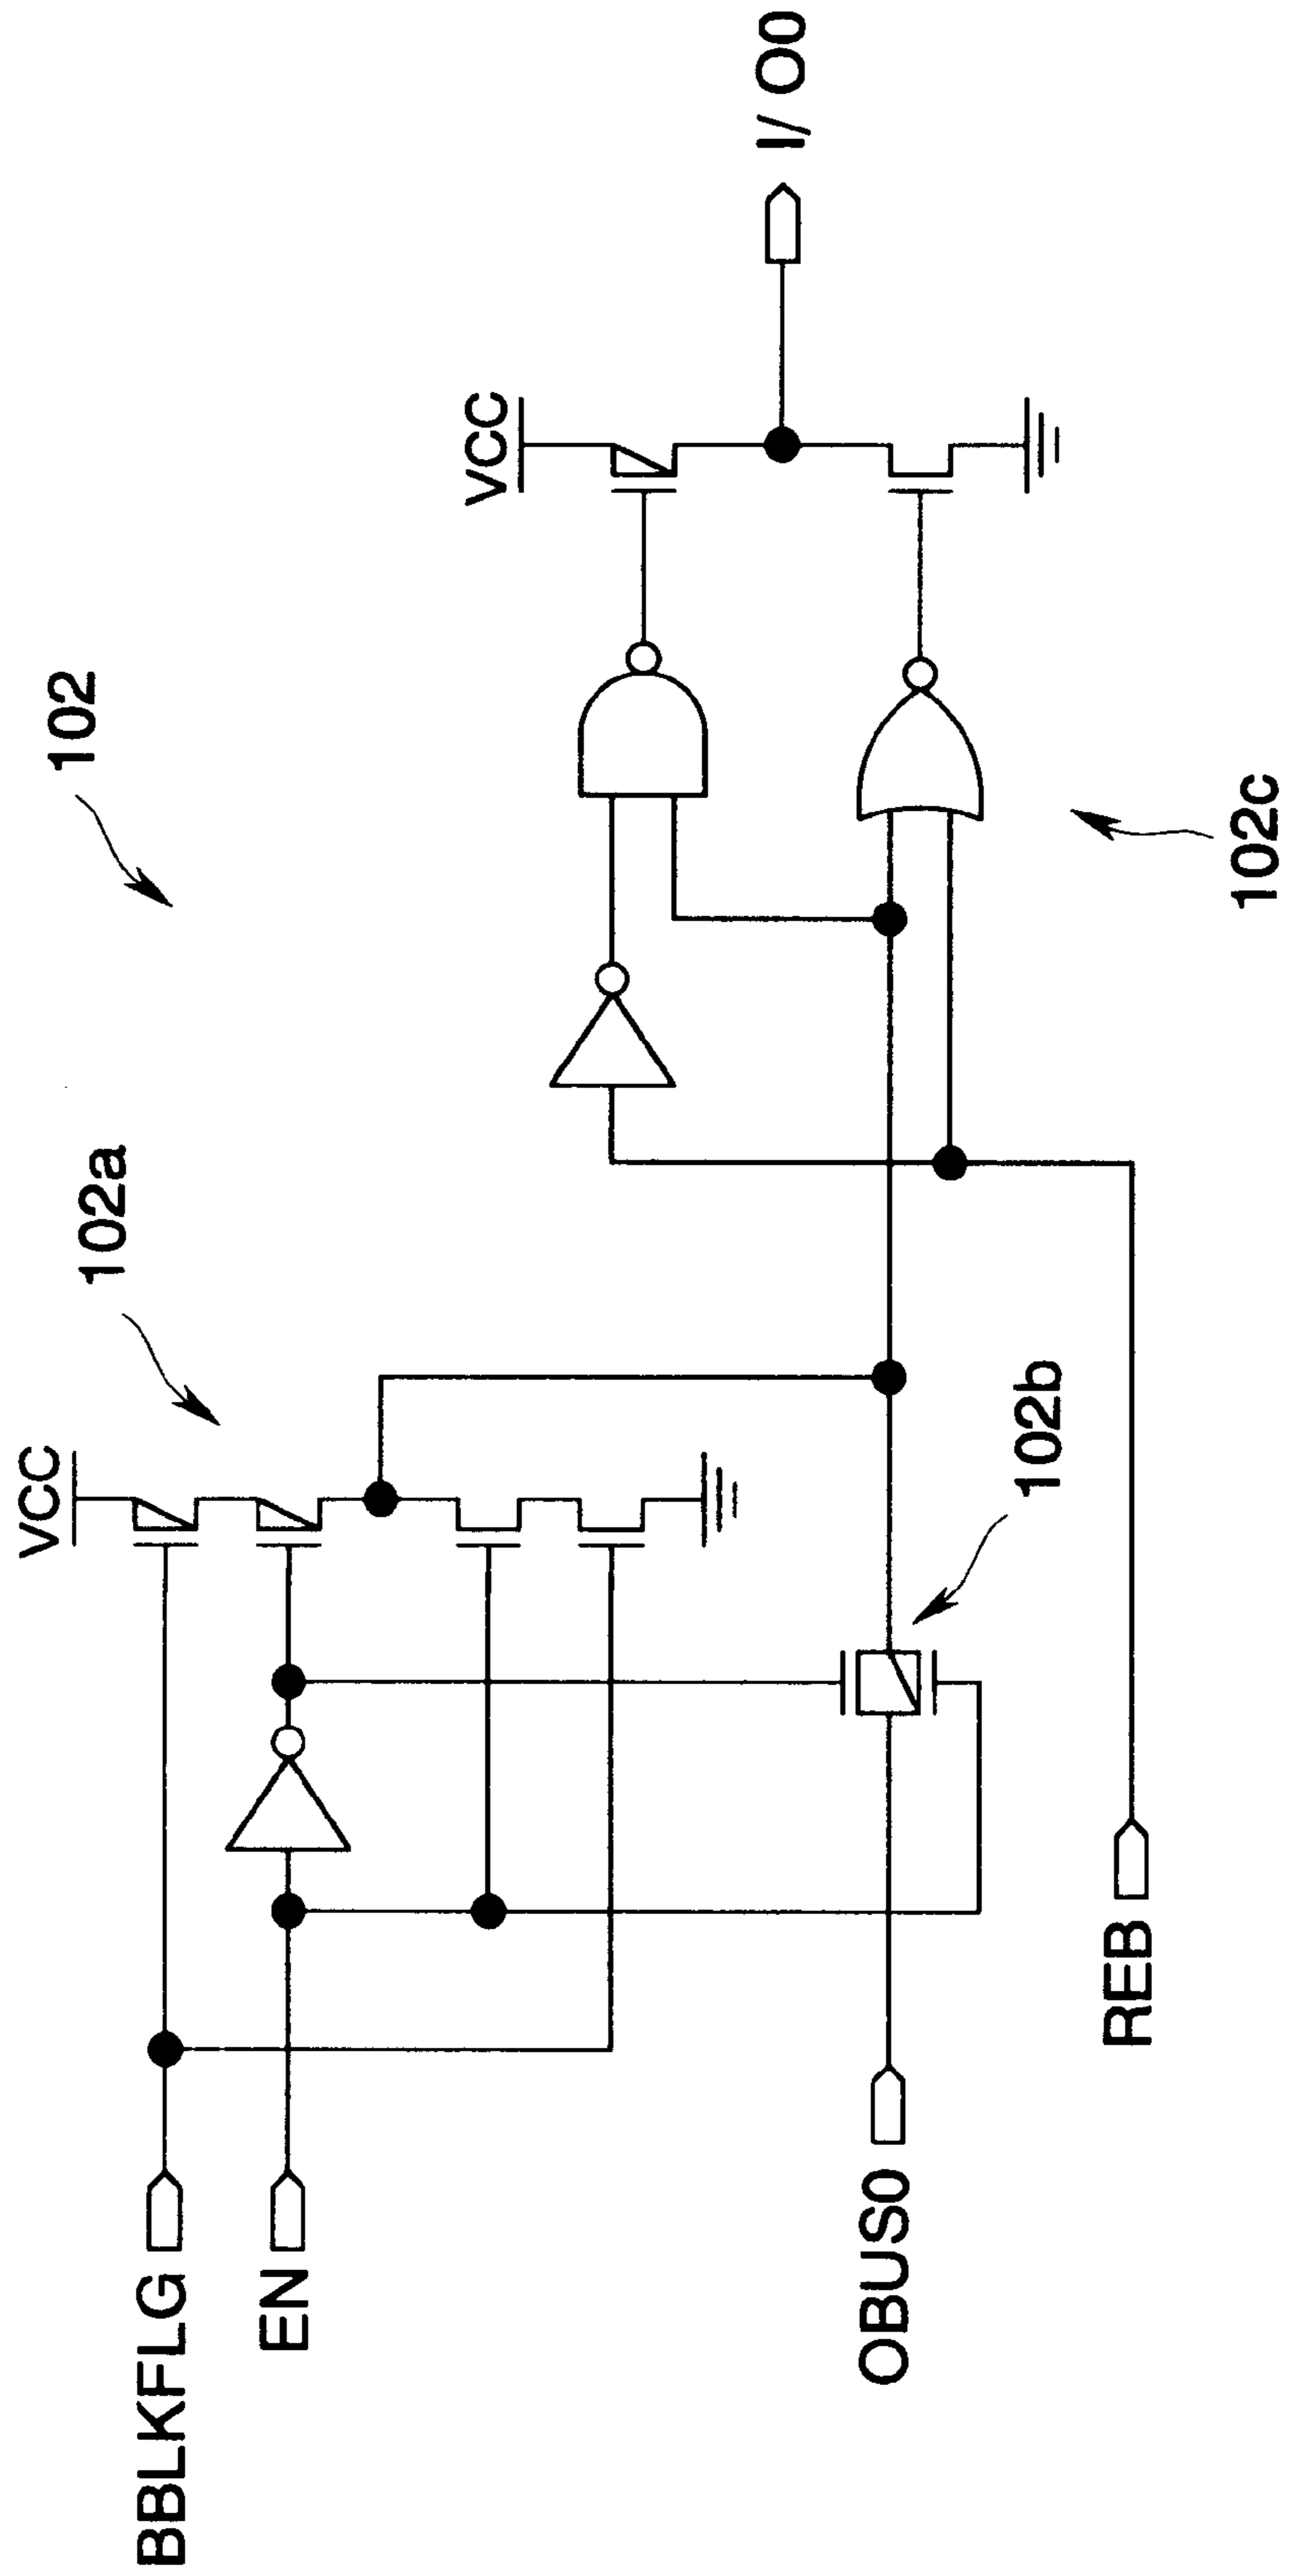 102
102a
VCC
BBLKFLG
EN
VCC
I/ O0
OBUS0
102b
102c
REB